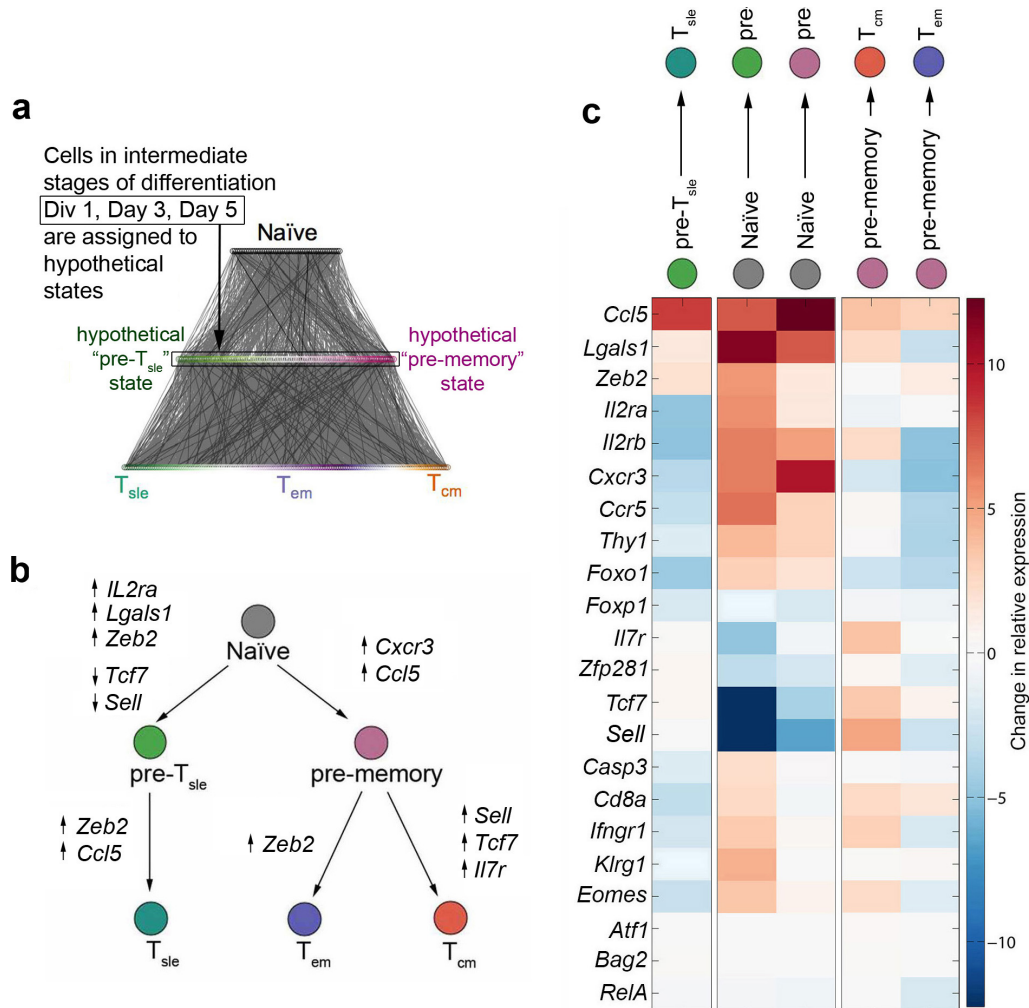 a
Cells in intermediate
stages of differentiation
Div 1, Day 3, Day 5
are assigned to
hypothetical
states
Naïve
hypothetical
“pre-Tsle”
state
hypothetical
“pre-memory”
state
Tsle
Tem
Tcm
b
IL2ra
Lgals1
Zeb2
Tcf7
Sell
Naïve
Cxcr3
Ccl5
pre-Tsle
pre-memory
Zeb2
Ccl5
Zeb2
Sell
Tcf7
Il7r
Tsle
Tem
Tcm
c
Tsle
pre
pre
Tcm
Tem
pre-Tsle
Naïve
Naïve
pre-memory
pre-memory
Ccl5
Lgals1
Zeb2
Il2ra
Il2rb
Cxcr3
Ccr5
Thy1
Foxo1
Foxp1
Il7r
Zfp281
Tcf7
Sell
Casp3
Cd8a
Ifngr1
Klrg1
Eomes
Atf1
Bag2
RelA
10
5
0
−5
−10
Change in relative expression